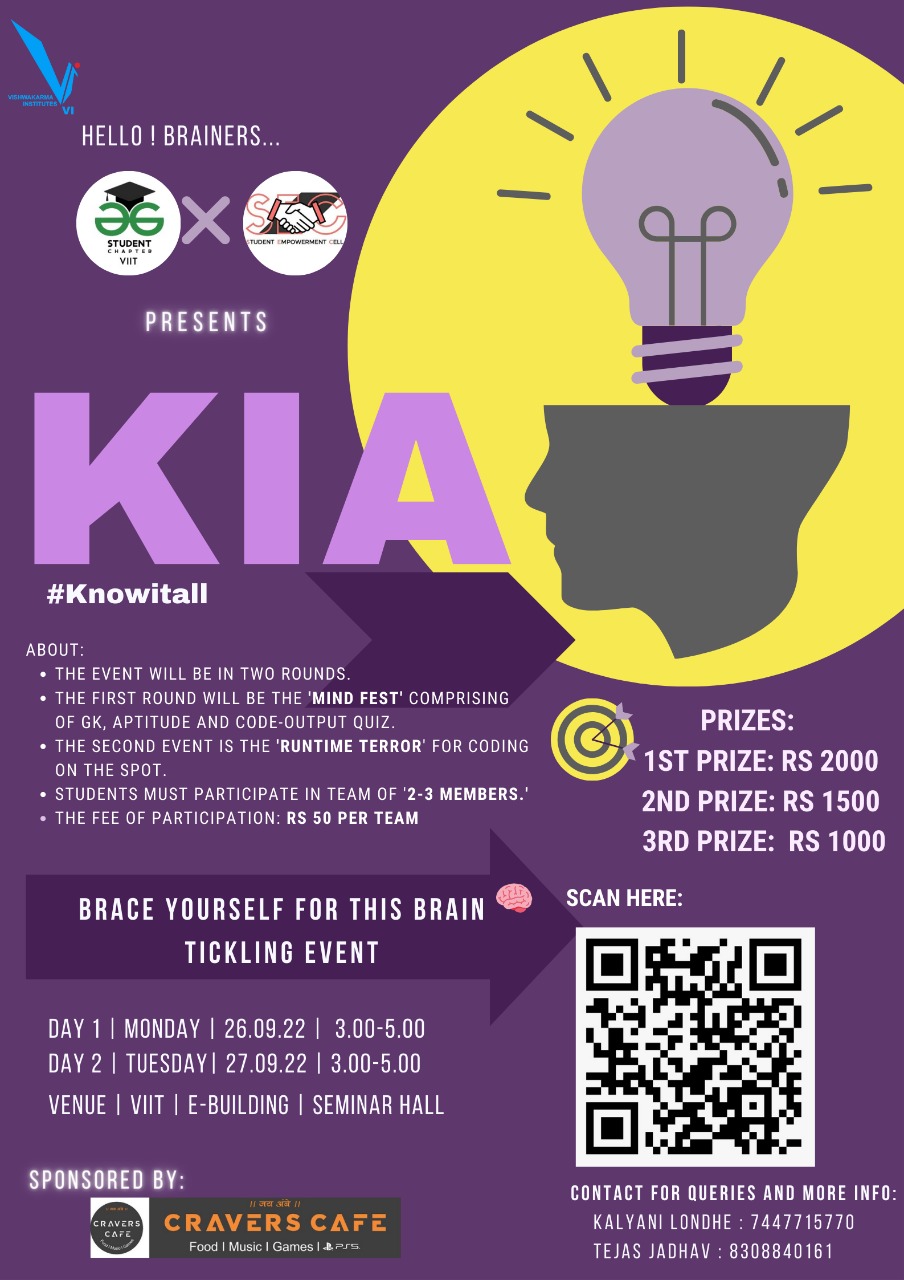 VISHWAKARMA
INSTITUTES
VI
HELLO ! BRAINERS...
STUDENT
CHAPTER
VIIT
SEC
STUDENT EMPOWERMENT CELL
PRESENTS
KIA
#Knowitall
ABOUT:
• THE EVENT WILL BE IN TWO ROUNDS.
• THE FIRST ROUND WILL BE THE 'MIND FEST' COMPRISING
OF GK, APTITUDE AND CODE-OUTPUT QUIZ.
• THE SECOND EVENT IS THE 'RUNTIME TERROR' FOR CODING
ON THE SPOT.
• STUDENTS MUST PARTICIPATE IN TEAM OF '2-3 MEMBERS.'
• THE FEE OF PARTICIPATION: RS 50 PER TEAM
PRIZES:
1ST PRIZE: RS 2000
2ND PRIZE: RS 1500
3RD PRIZE: RS 1000
BRACE YOURSELF FOR THIS BRAIN
TICKLING EVENT
SCAN HERE:
DAY 1 | MONDAY | 26.09.22 | 3.00-5.00
DAY 2 | TUESDAY| 27.09.22 | 3.00-5.00
VENUE | VIIT | E-BUILDING | SEMINAR HALL
SPONSORED BY:
CRAVERS
CAFE
Food | Music | Games
// जय अंबे //
CRAVERS CAFE
Food I Music I Games I PS5
CONTACT FOR QUERIES AND MORE INFO:
KALYANI LONDHE : 7447715770
TEJAS JADHAV : 8308840161